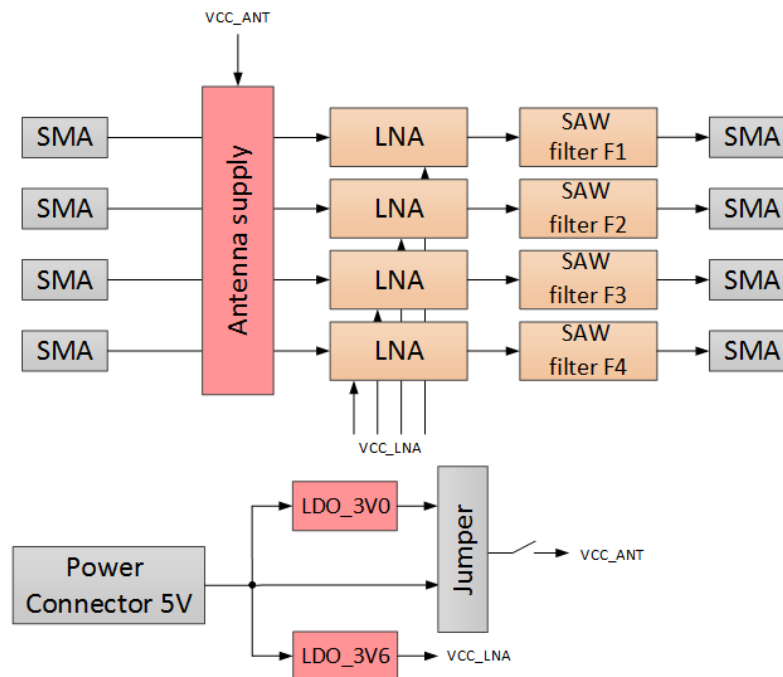 VCC_ANT
SMA
LNA
SAW
filter F1
SMA
SMA
LNA
SAW
filter F2
SMA
SMA
LNA
SAW
filter F3
SMA
SMA
LNA
SAW
filter F4
SMA
Antenna supply
VCC_LNA
LDO_3V0
Jumper
VCC_ANT
Power
Connector 5V
LDO_3V6
VCC_LNA